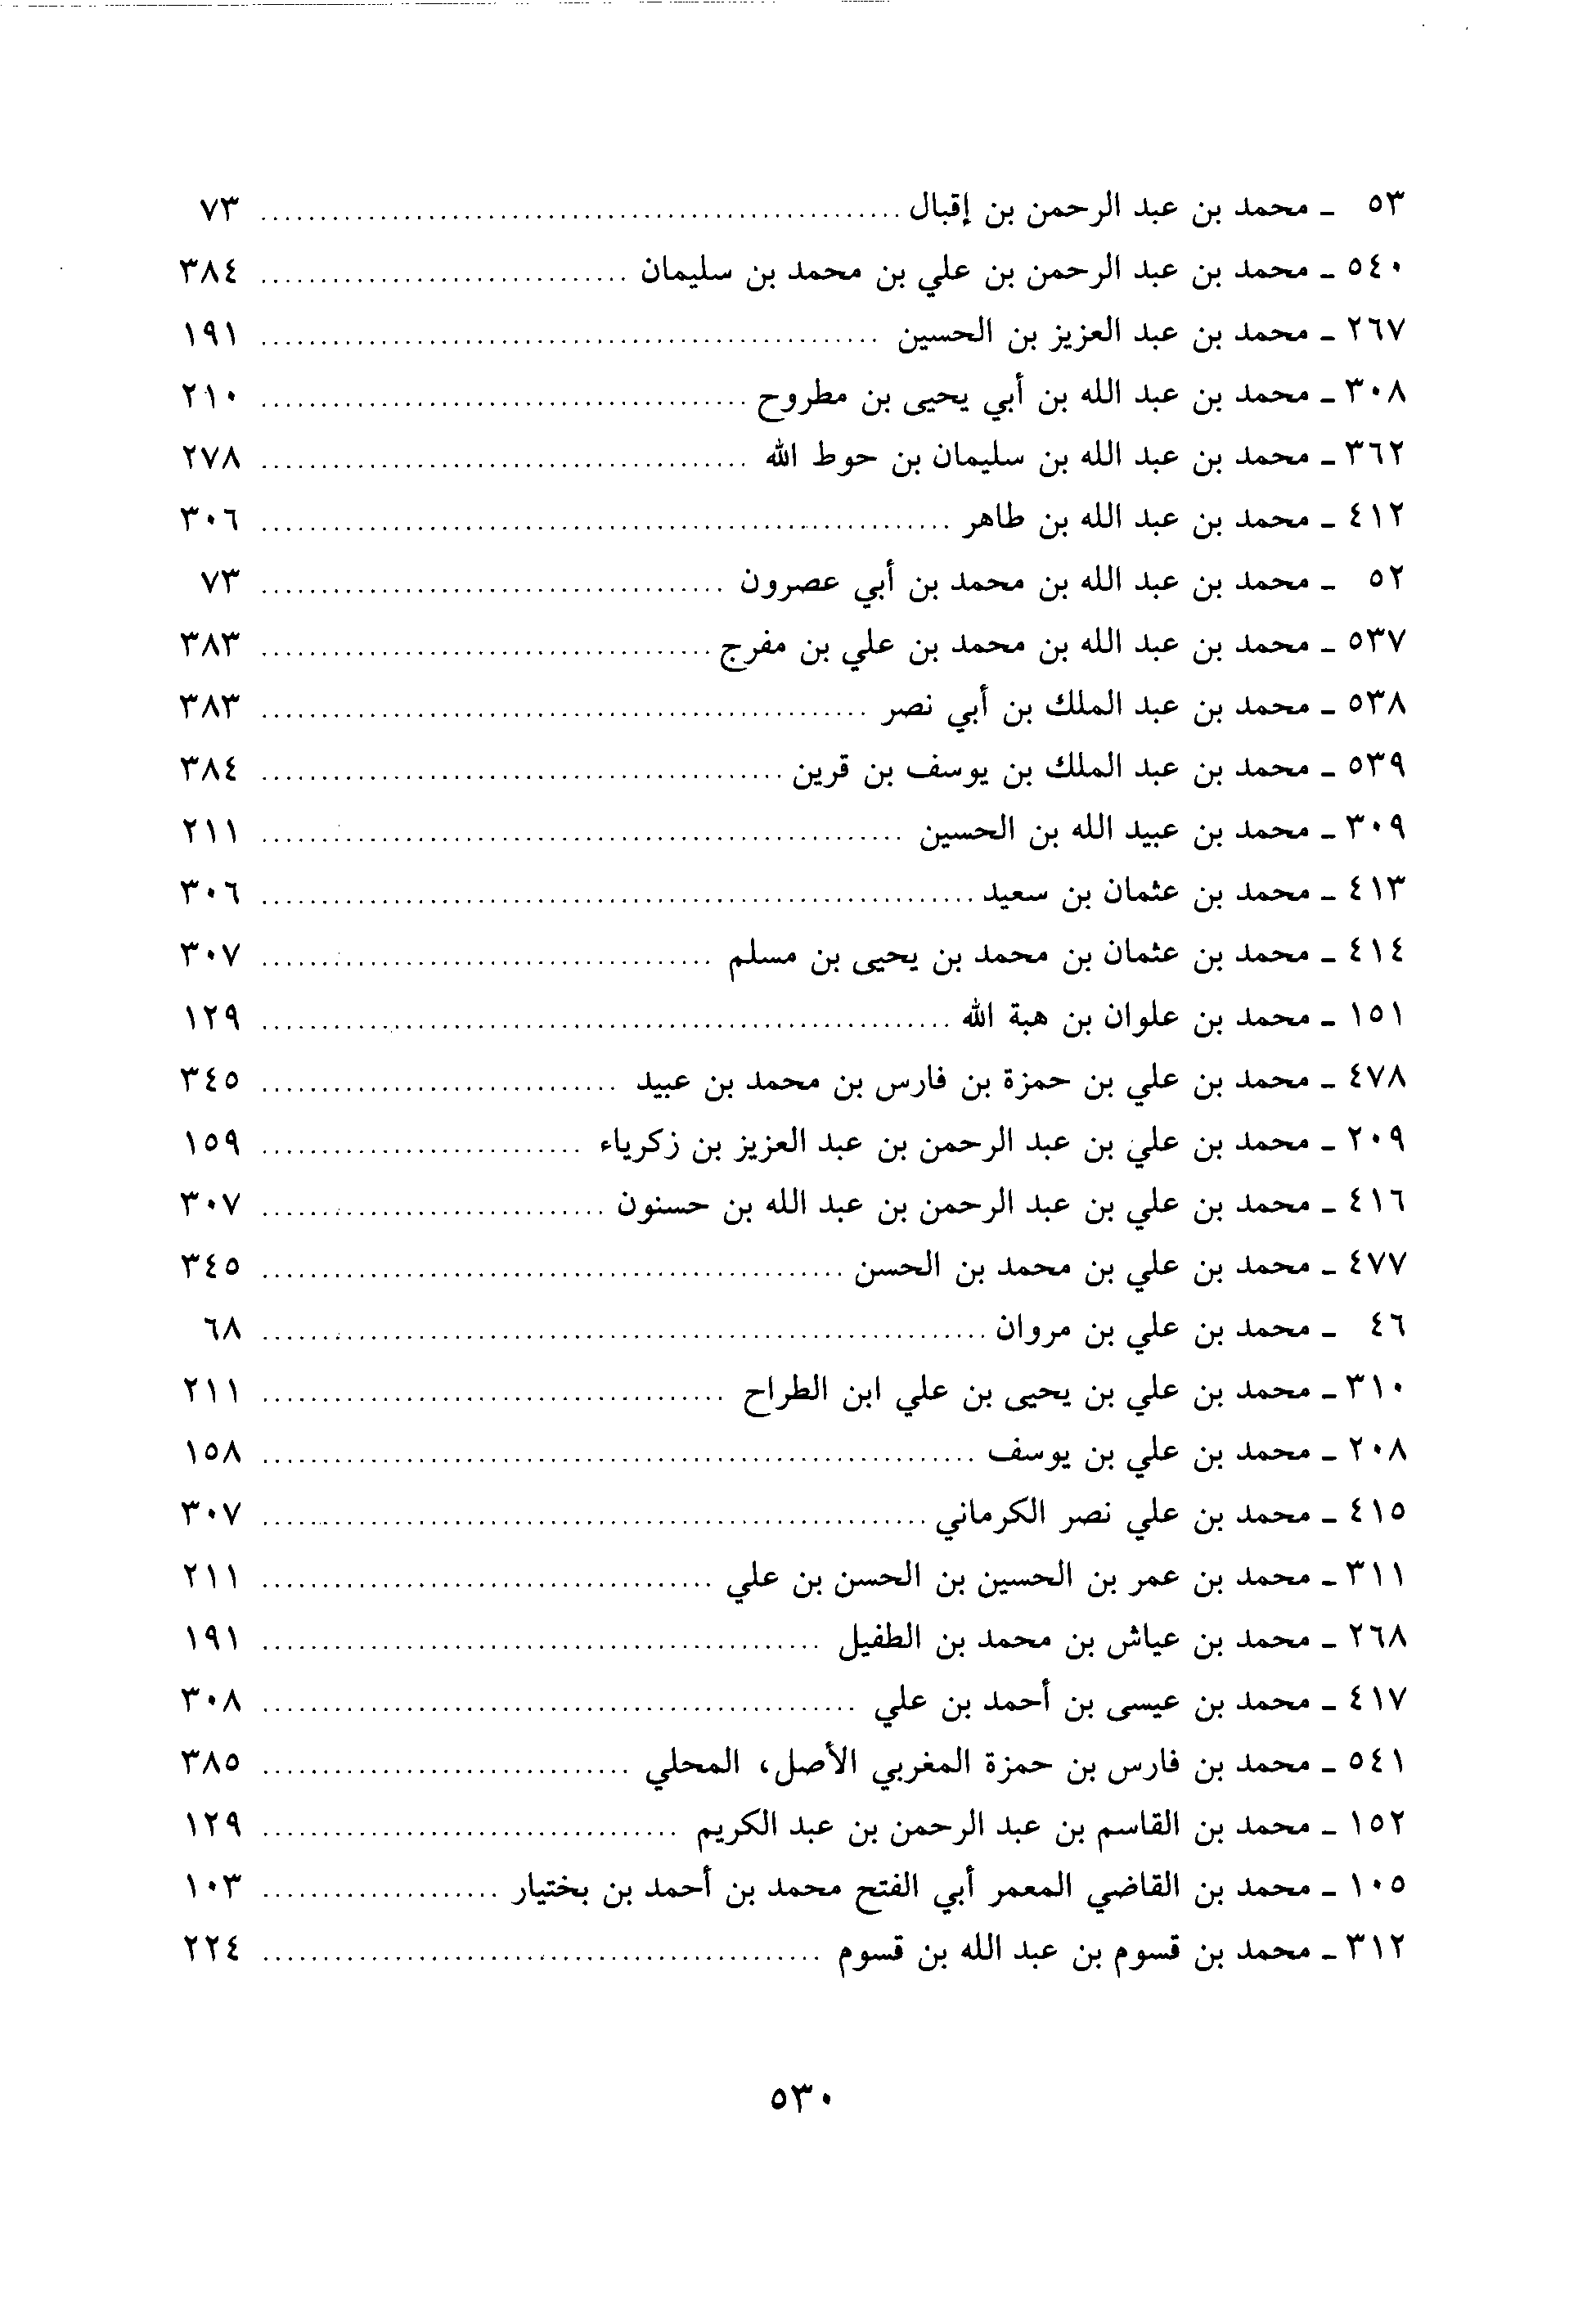 ٥٣ ـ محمد بن عبد الرحمن بن إقبال ........ ٧٣
٥٤٠ ـ محمد بن عبد الرحمن بن علي بن محمد بن سليمان ........ ٣٨٤
٢٦٧ ـ محمد بن عبد العزيز بن الحسين ........ ١٩١
٣٠٨ ـ محمد بن عبد الله بن أبي يحيى بن مطروح ........ ٢١٠
٣٦٢ ـ محمد بن عبد الله بن سليمان بن حوط الله ........ ٢٧٨
٤١٢ ـ محمد بن عبد الله بن طاهر ........ ٣٠٦
٥٢ ـ محمد بن عبد الله بن محمد بن أبي عصرون ........ ٧٣
٥٣٧ ـ محمد بن عبد الله بن محمد بن علي بن مفرج ........ ٣٨٣
٥٣٨ ـ محمد بن عبد الملك بن أبي نصر ........ ٣٨٣
٥٣٩ ـ محمد بن عبد الملك بن يوسف بن قرين ........ ٣٨٤
٣٠٩ ـ محمد بن عبيد الله بن الحسين ........ ٢١١
٤١٣ ـ محمد بن عثمان بن سعيد ........ ٣٠٦
٤١٤ ـ محمد بن عثمان بن محمد بن يحيى بن مسلم ........ ٣٠٧
١٥١ ـ محمد بن علوان بن هبة الله ........ ١٢٩
٤٧٨ ـ محمد بن علي بن حمزة بن فارس بن محمد بن عبيد ........ ٣٤٥
٢٠٩ ـ محمد بن علي بن عبد الرحمن بن عبد العزيز بن زكرياء ........ ١٥٩
٤١٦ ـ محمد بن علي بن عبد الرحمن بن عبد الله بن حسنون ........ ٣٠٧
٤٧٧ ـ محمد بن علي بن محمد بن الحسن ........ ٣٤٥
٤٦ ـ محمد بن علي بن مروان ........ ٦٨
٣١٠ ـ محمد بن علي بن يحيى بن علي ابن الطراح ........ ٢١١
٢٠٨ ـ محمد بن علي بن يوسف ........ ١٥٨
٤١٥ ـ محمد بن علي نصر الكرماني ........ ٣٠٧
٣١١ ـ محمد بن عمر بن الحسين بن الحسن بن علي ........ ٢١١
٢٦٨ ـ محمد بن عياش بن محمد بن الطفيل ........ ١٩١
٤١٧ ـ محمد بن عيسى بن أحمد بن علي ........ ٣٠٨
٥٤١ ـ محمد بن فارس بن حمزة المغربي الأصل، المحلي ........ ٣٨٥
١٥٢ ـ محمد بن القاسم بن عبد الرحمن بن عبد الكريم ........ ١٢٩
١٠٥ ـ محمد بن القاضي المعمر أبي الفتح محمد بن أحمد بن بختيار ........ ١٠٣
٣١٢ ـ محمد بن قسوم بن عبد الله بن قسوم ........ ٢٢٤
٥٣٠